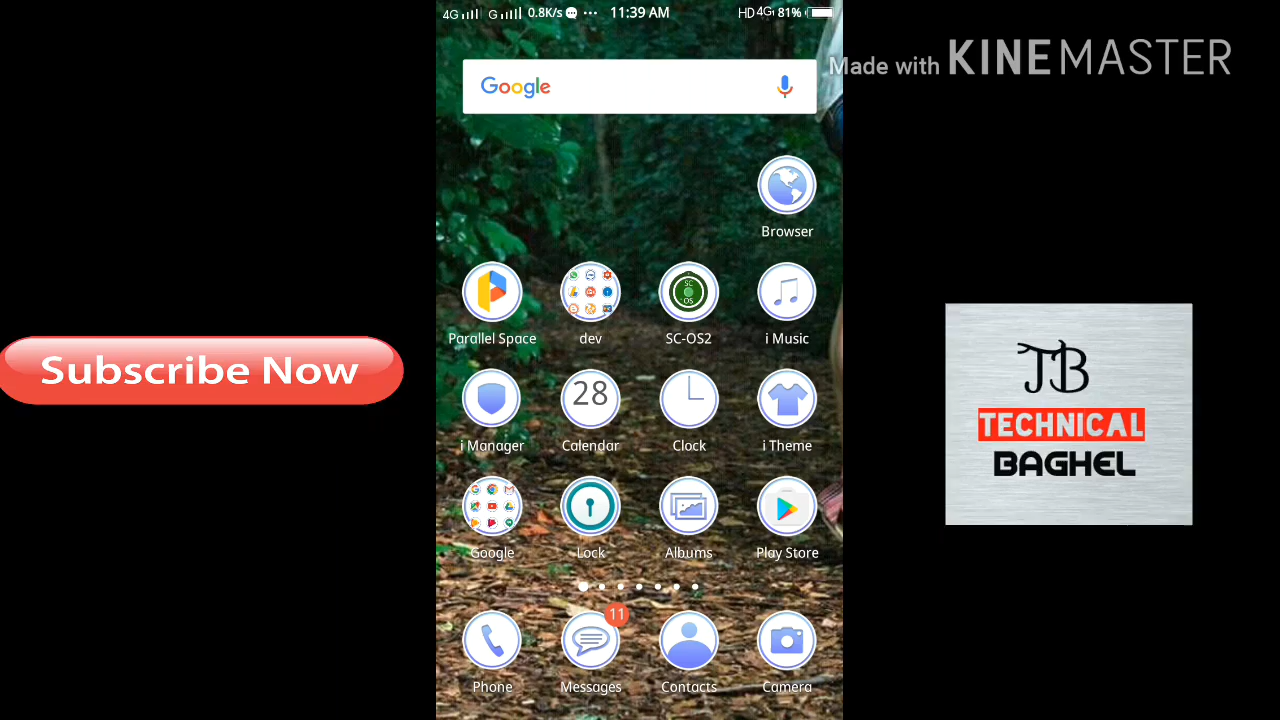 4G G 0.8K/s 11:39 AM HD 4G 81%
Made with KINEMASTER
Google
Browser
Parallel Space dev SC-OS2 i Music
SC
OS
Subscribe Now
28
i Manager Calendar Clock i Theme
JB
TECHNICAL
BAGHEL
Google Lock Albums Play Store
11
Phone Messages Contacts Camera